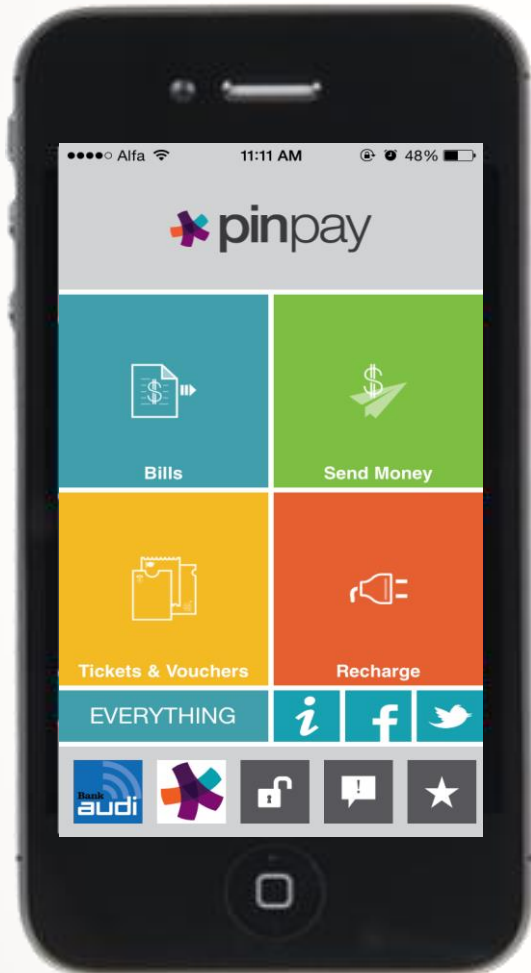 Alfa 11:11 AM 48%
pinpay
$ $
Bills Send Money
Tickets & Vouchers Recharge
EVERYTHING i f
Bank audi !